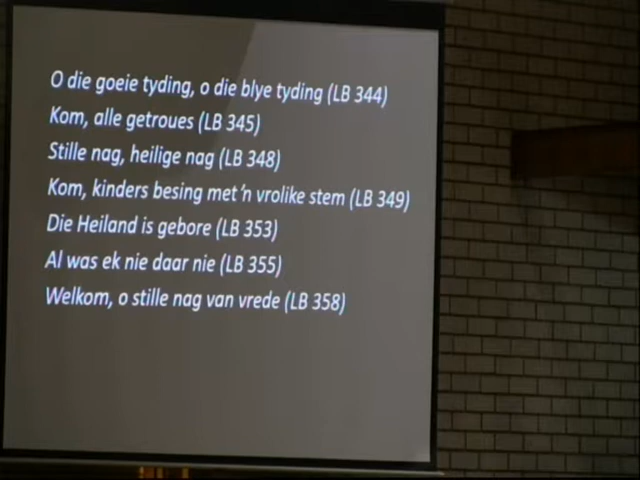 O die goeie tyding, o die blye tyding (LB 344)
Kom, alle getroues (LB 345)
Stille nag, heilige nag (LB 348)
Kom, kinders besing met 'n vrolike stem (LB 349)
Die Heiland is gebore (LB 353)
Al was ek nie daar nie (LB 355)
Welkom, o stille nag van vrede (LB 358)